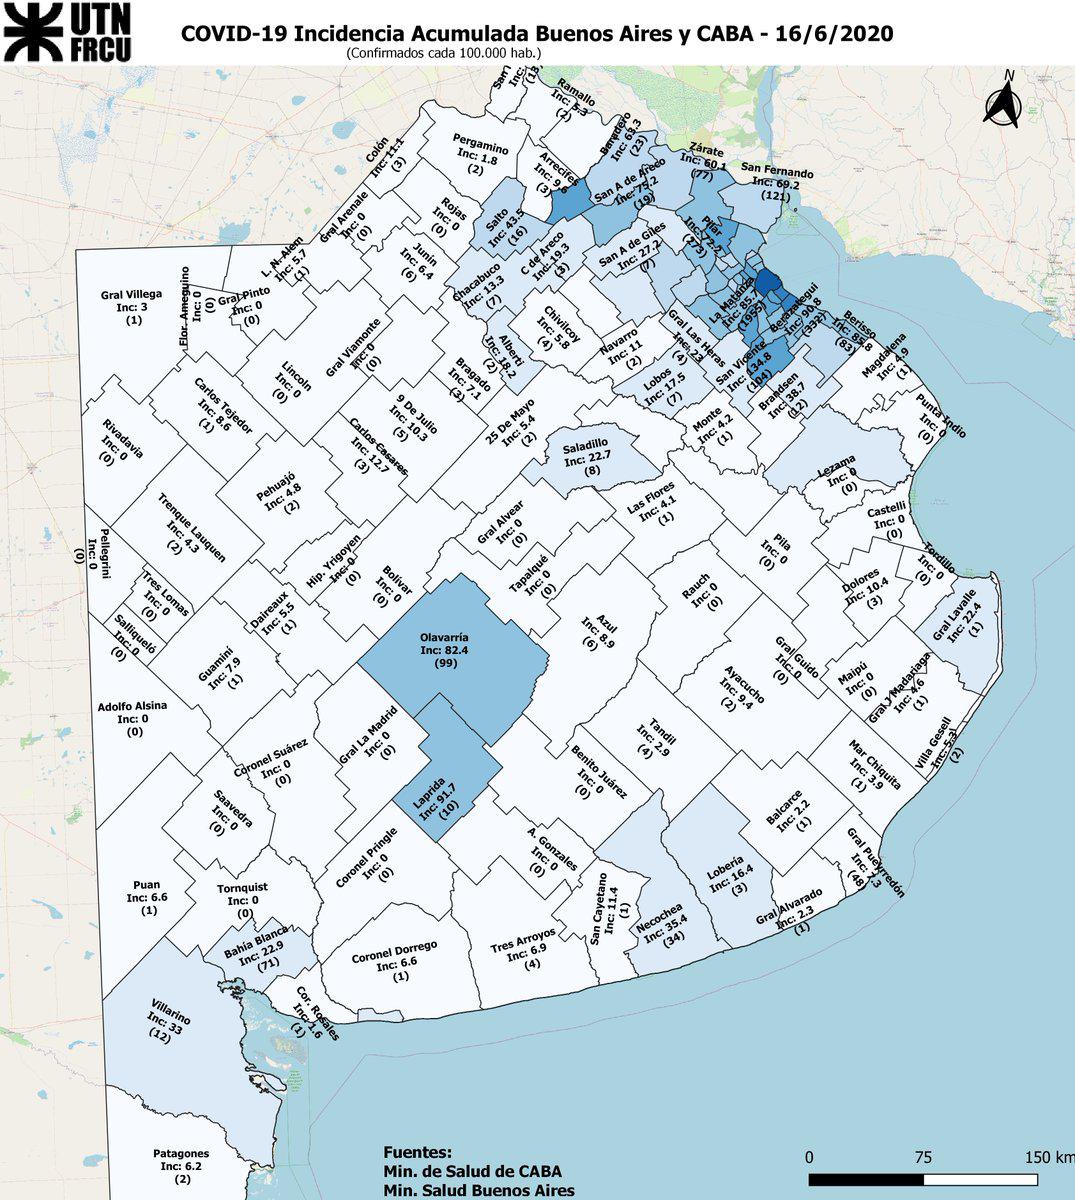 UTN
FRCU
COVID-19 Incidencia Acumulada Buenos Aires y CABA - 16/6/2020
(Confirmados cada 100.000 hab.)
N
Ramallo
Inc: 5.3
(2)
Baradero
Inc: 63.3
(23)
Colón
Inc: 11.1
(3)
Pergamino
Inc: 1.8
(2)
Arrecifes
(3)
San A de Areco
Inc: 75.2
(19)
Zárate
Inc: 60.1
(77)
San Fernando
Inc: 69.2
(121)
Gral Arenale
Inc: 0
(0)
Rojas
Inc: 0
(0)
Salto
Inc: 43.5
(16)
Pilar
Inc: 72.2
(273)
L. N. Alem
Inc: 5.7
(1)
Junin
Inc: 6.4
(6)
C de Areco
Inc: 19.3
(3)
San A de Giles
Inc: 27.2
(7)
Gral Villega
Inc: 3
(1)
Flor. Ameguino
Inc: 0
(0)
Gral Pinto
Inc: 0
(0)
Chacabuco
Inc: 13.3
(7)
La Matanza
(1955)
Berazategui
Inc: 90.8
(332)
Berisso
Inc: 85.8
(83)
Gral Viamonte
Inc: 0
(0)
Chivilcoy
Inc: 5.8
(4)
Navarro
Inc: 11
(2)
Gral Las Heras
(4)
Magdalena
(1)
Lincoln
Inc: 0
(0)
Bragado
Inc: 7.1
(3)
Alberti
Inc: 18.2
(2)
Lobos
Inc: 17.5
(7)
San Vicente
(104)
Brandsen
Inc: 38.7
(12)
Carlos Tejedor
Inc: 8.6
(1)
9 De Julio
Inc: 10.3
(5)
25 De Mayo
Inc: 5.4
(2)
Monte
Inc: 4.2
(1)
Punta Indio
Inc: 0
(0)
Rivadavia
Inc: 0
(0)
Carlos Casares
Inc: 12.7
(3)
Saladillo
Inc: 22.7
(8)
Lezama
Inc: 0
(0)
Pehuajó
Inc: 4.8
(2)
Las Flores
Inc: 4.1
(1)
Trenque Lauquen
Inc: 4.3
(2)
Gral Alvear
Inc: 0
(0)
Castelli
Inc: 0
(0)
Pellegrini
Inc: 0
(0)
Hip. Yrigoyen
Inc: 0
(0)
Pila
Inc: 0
(0)
Tordillo
Inc: 0
(0)
Tres Lomas
Inc: 0
(0)
Bolivar
Inc: 0
(0)
Tapalqué
Inc: 0
(0)
Rauch
Inc: 0
(0)
Dolores
Inc: 10.4
(3)
Salliqueló
Inc: 0
(0)
Daireaux
Inc: 5.5
(1)
Olavarría
Inc: 82.4
(99)
Azul
Inc: 8.9
(6)
Gral Lavalle
Inc: 22.4
(1)
Guamini
Inc: 7.9
(1)
Gral Guido
Inc: 0
(0)
Maipú
Inc: 0
(0)
Gral J Madariaga
Inc: 4.6
(1)
Adolfo Alsina
Inc: 0
(0)
Ayacucho
Inc: 9.4
(2)
Gral La Madrid
Inc: 0
(0)
Tandil
Inc: 2.9
(4)
Villa Gesell
Inc: 5.3
(2)
Coronel Suárez
Inc: 0
(0)
Benito Juárez
Inc: 0
(0)
Mar Chiquita
Inc: 3.9
(1)
Laprida
Inc: 91.7
(10)
Saavedra
Inc: 0
(0)
Balcarce
Inc: 2.2
(1)
Coronel Pringle
Inc: 0
(0)
A. Gonzales
Inc: 0
(0)
Gral Pueyrredón
(48)
Puan
Inc: 6.6
(1)
Tornquist
Inc: 0
(0)
San Cayetano
Inc: 11.4
(1)
Lobería
Inc: 16.4
(3)
Gral Alvarado
Inc: 2.3
(1)
Necochea
Inc: 35.4
(34)
Bahía Blanca
Inc: 22.9
(71)
Coronel Dorrego
Inc: 6.6
(1)
Tres Arroyos
Inc: 6.9
(4)
Villarino
Inc: 33
(12)
Cor. Rosales
Inc: 1.6
(1)
Patagones
Inc: 6.2
(2)
Fuentes:
Min. de Salud de CABA
Min. Salud Buenos Aires
0 75 150 km